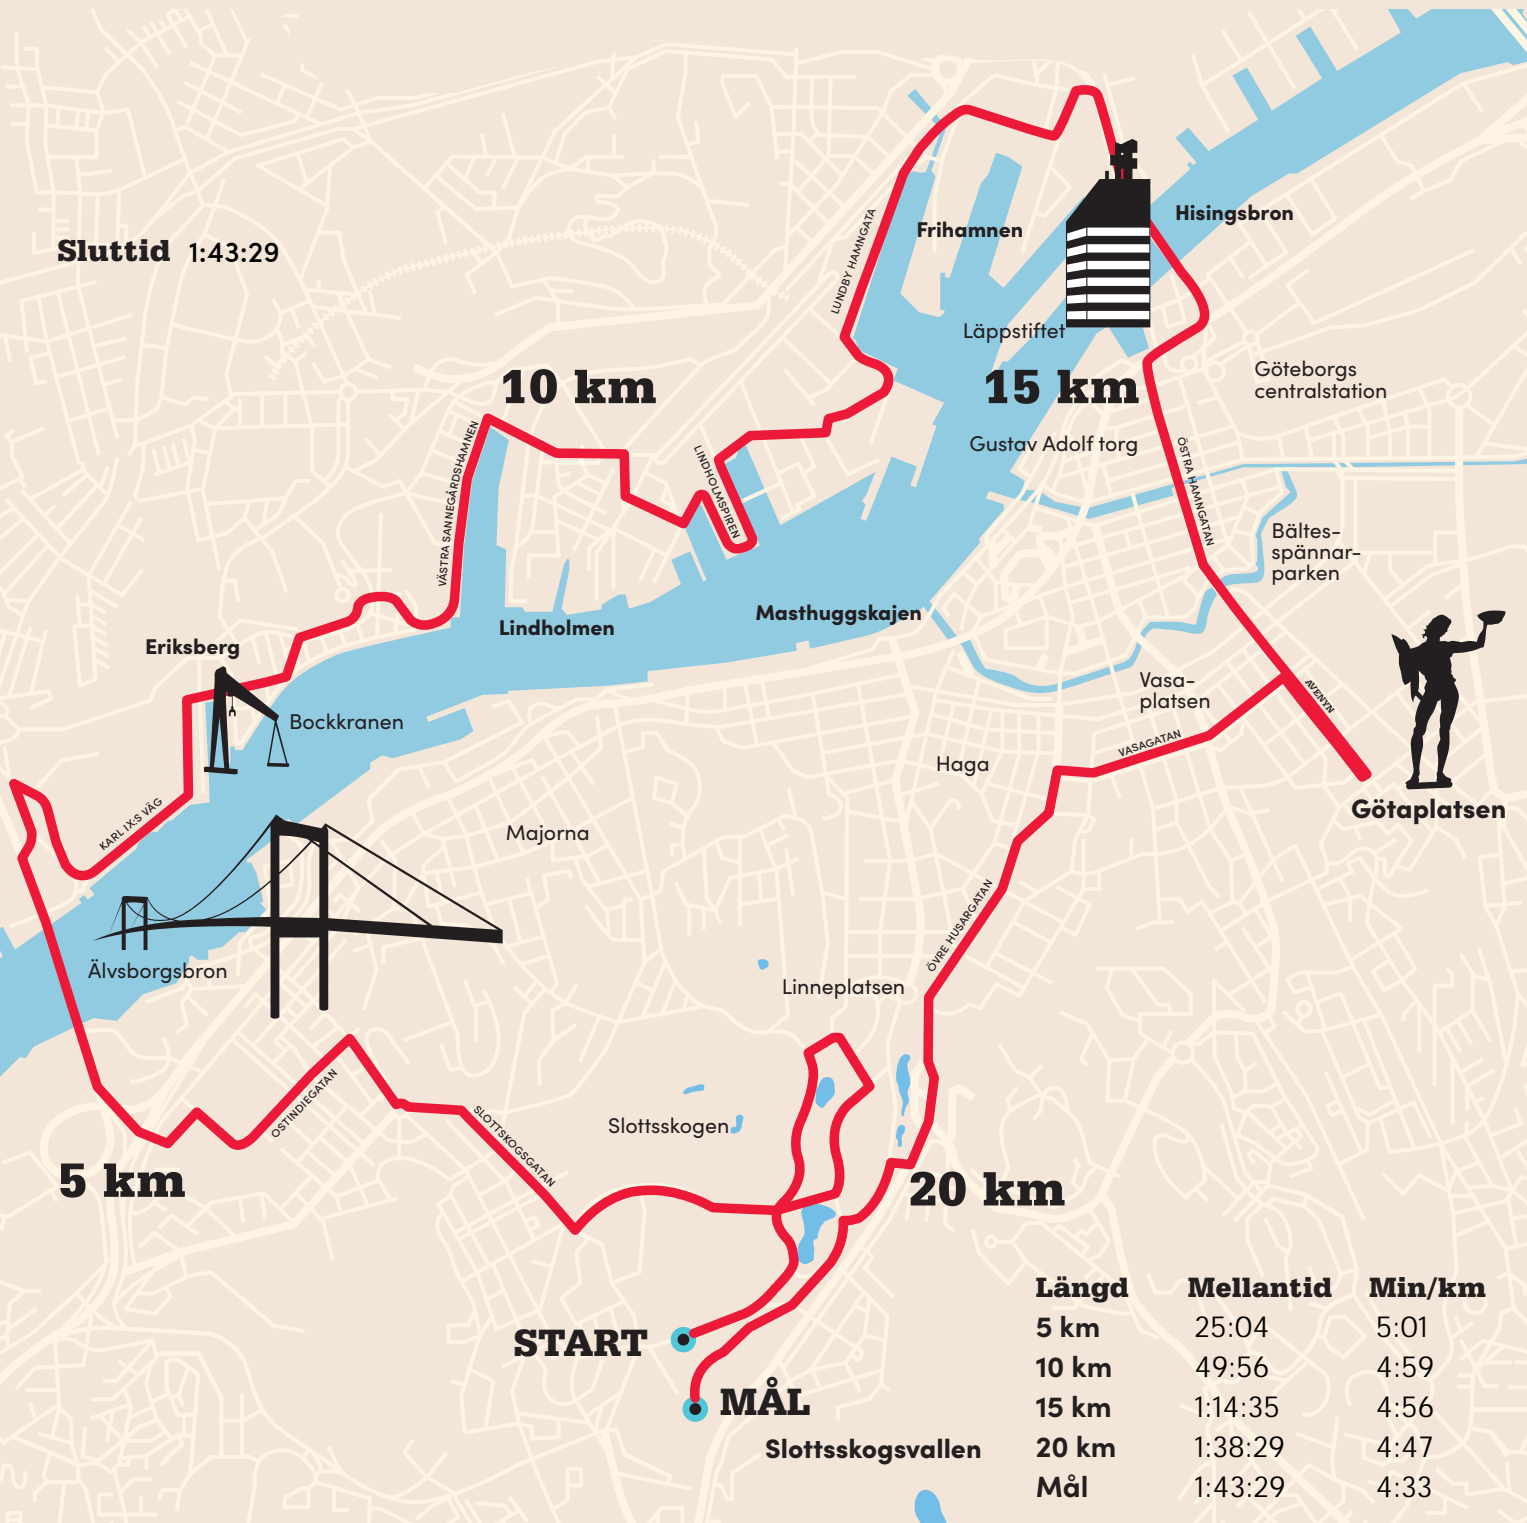 Sluttid 1:43:29
LUNDBY HAMNGATA
Frihamnen
Hisingsbron
Läppstiftet
10 km
15 km
Göteborgs
centralstation
Gustav Adolf torg
VÄSTRA SANNEGÅRDSHAMNEN
LINDHOLMSPIREN
ÖSTRA HAMNGATAN
Bältes-
spännar-
parken
Eriksberg
Lindholmen
Masthuggskajen
Vasa-
platsen
AVENYN
Bockkranen
VASAGATAN
Haga
Götaplatsen
KARL IX:S VÄG
Majorna
ÖVRE HUSARGATAN
Älvsborgsbron
Linneplatsen
OSTINDIEGATAN
SLOTTSKOGSGATAN
Slottsskogen
5 km
20 km
START
MÅL
Slottsskogsvallen
Längd Mellantid Min/km
5 km 25:04 5:01
10 km 49:56 4:59
15 km 1:14:35 4:56
20 km 1:38:29 4:47
Mål 1:43:29 4:33